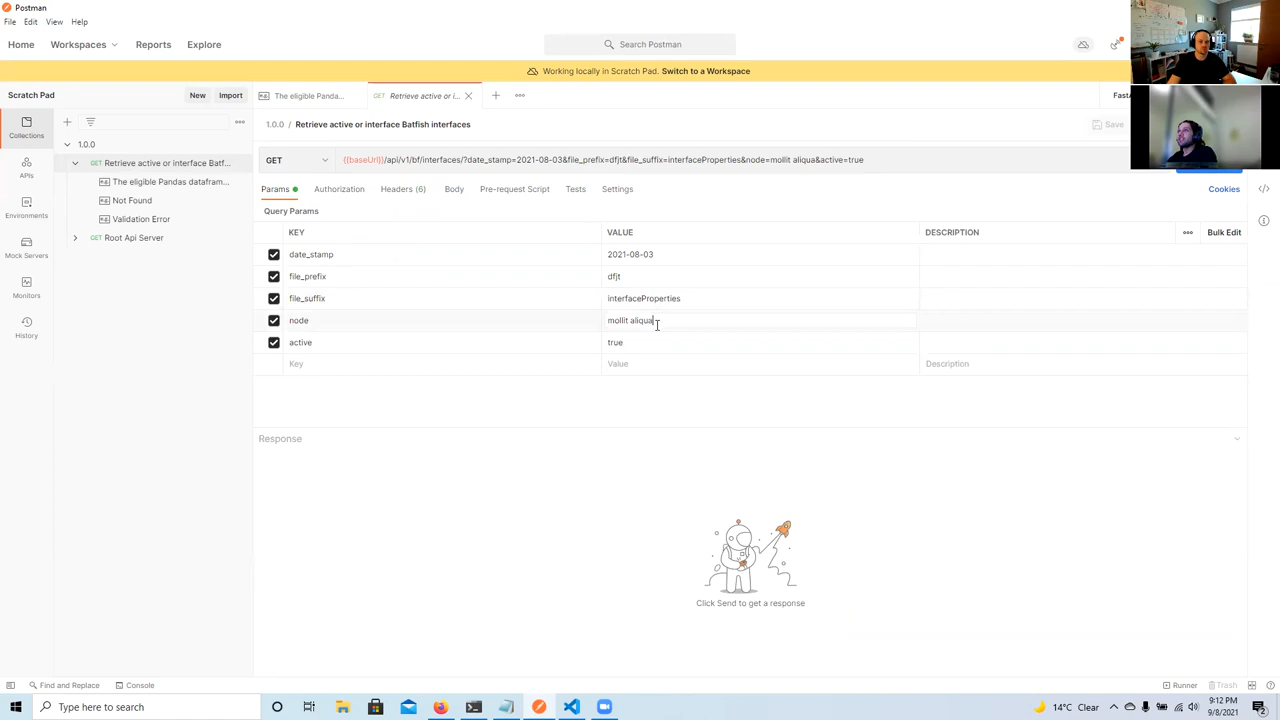 Postman
File Edit View Help
Home Workspaces Reports Explore
Search Postman
Working locally in Scratch Pad. Switch to a Workspace
Scratch Pad New Import
The eligible Panda...
GET Retrieve active or i...
FastA
Collections
APIs
Environments
Mock Servers
Monitors
History
1.0.0
GET Retrieve active or interface Batf...
The eligible Pandas datafram...
Not Found
Validation Error
GET Root Api Server
1.0.0 / Retrieve active or interface Batfish interfaces
Save
GET {{baseUrl}}/api/v1/bf/interfaces/?date_stamp=2021-08-03&file_prefix=dfjt&file_suffix=interfaceProperties&node=mollit aliqua&active=true
Params Authorization Headers (6) Body Pre-request Script Tests Settings Cookies
Query Params
KEY VALUE DESCRIPTION Bulk Edit
date_stamp 2021-08-03
file_prefix dfjt
file_suffix interfaceProperties
node mollit aliqua
active true
Key Value Description
Response
Click Send to get a response
Find and Replace Console Runner Trash
Type here to search
14°C Clear
9:12 PM
9/8/2021